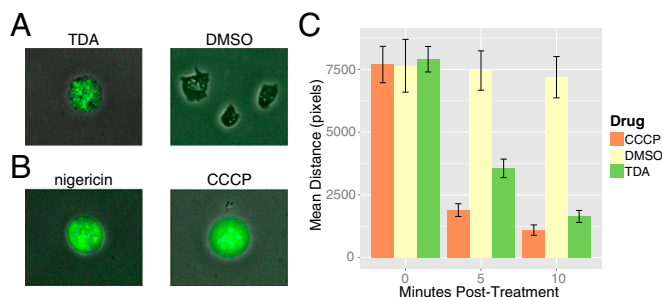 A
TDA
DMSO
B
nigericin
CCCP
C
Mean Distance (pixels)
7500
5000
2500
0
0
5
10
Minutes Post-Treatment
Drug
CCCP
DMSO
TDA